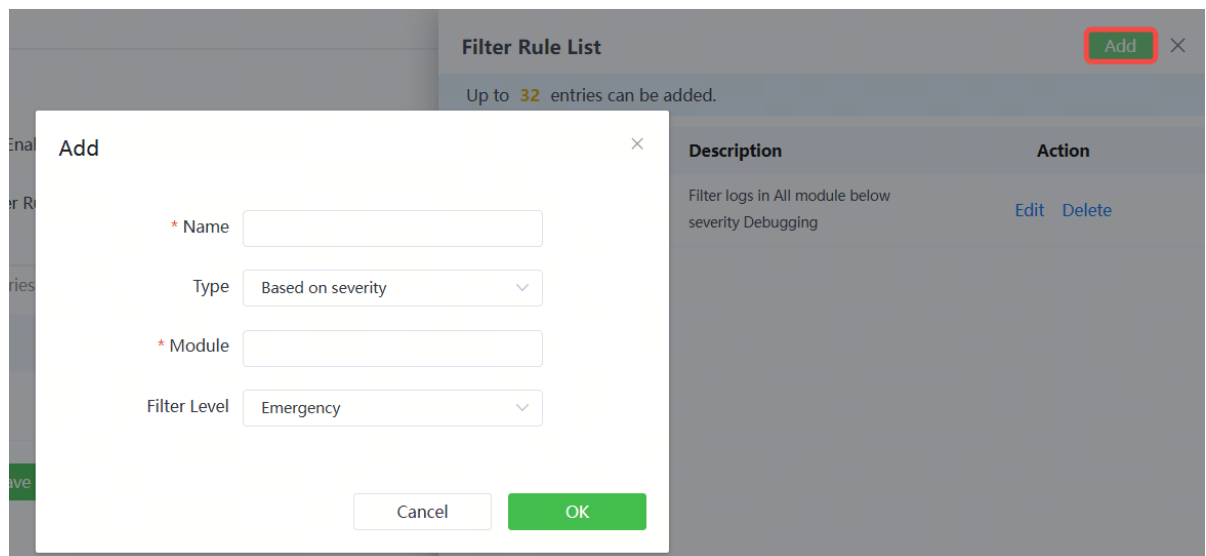 Filter Rule List
Add
Up to 32 entries can be added.
Add
Description
Action
Filter logs in All module below
severity Debugging
Edit Delete
* Name
Type
Based on severity
* Module
Filter Level
Emergency
Cancel
OK